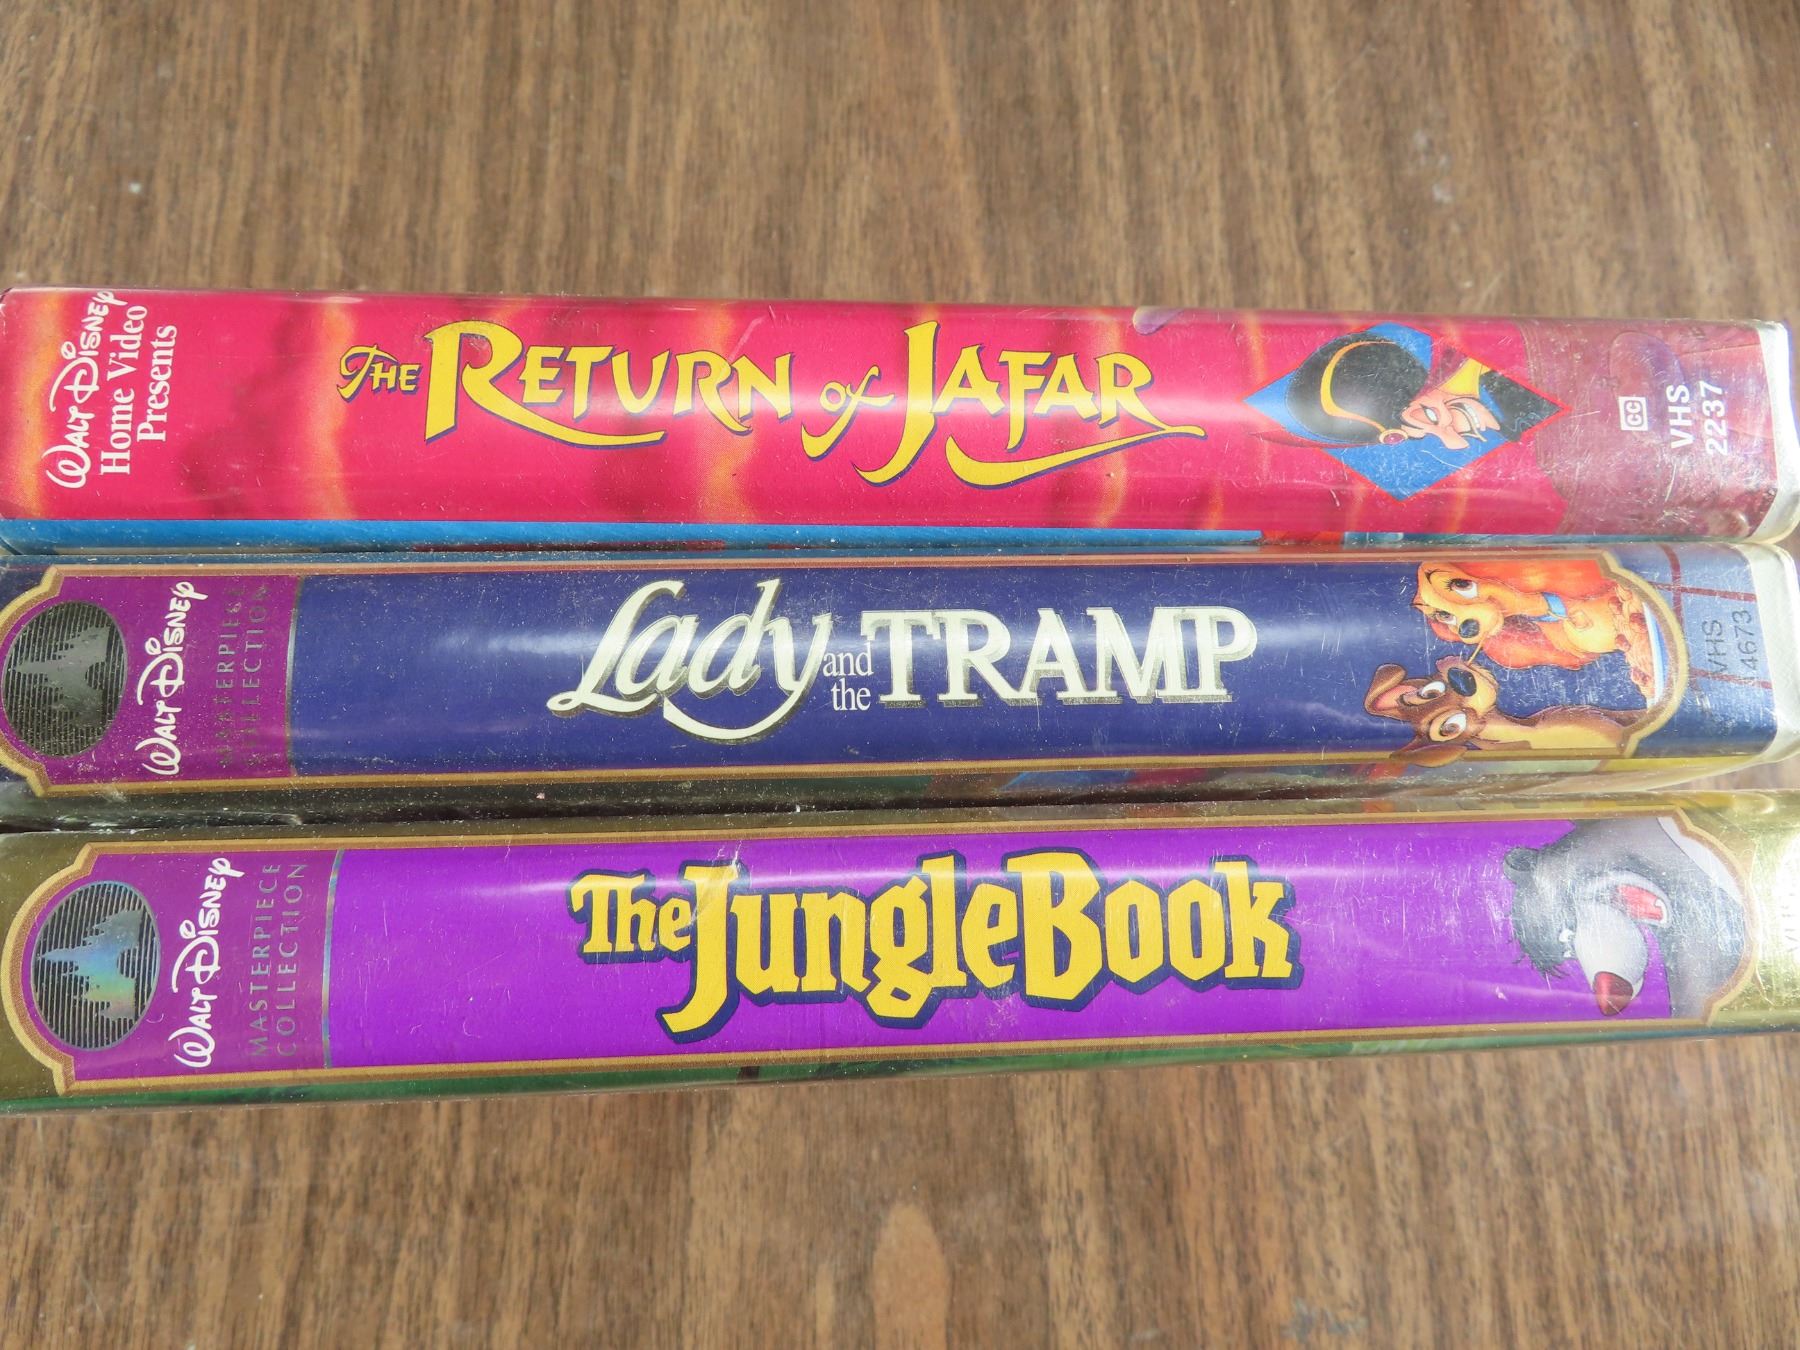 WALT DISNEY
Home Video
Presents
THE RETURN of JAFAR
CC
VHS
2237
WALT DISNEY
MASTERPIECE
COLLECTION
Lady and the TRAMP
VHS
4673
WALT DISNEY
MASTERPIECE
COLLECTION
The Jungle Book